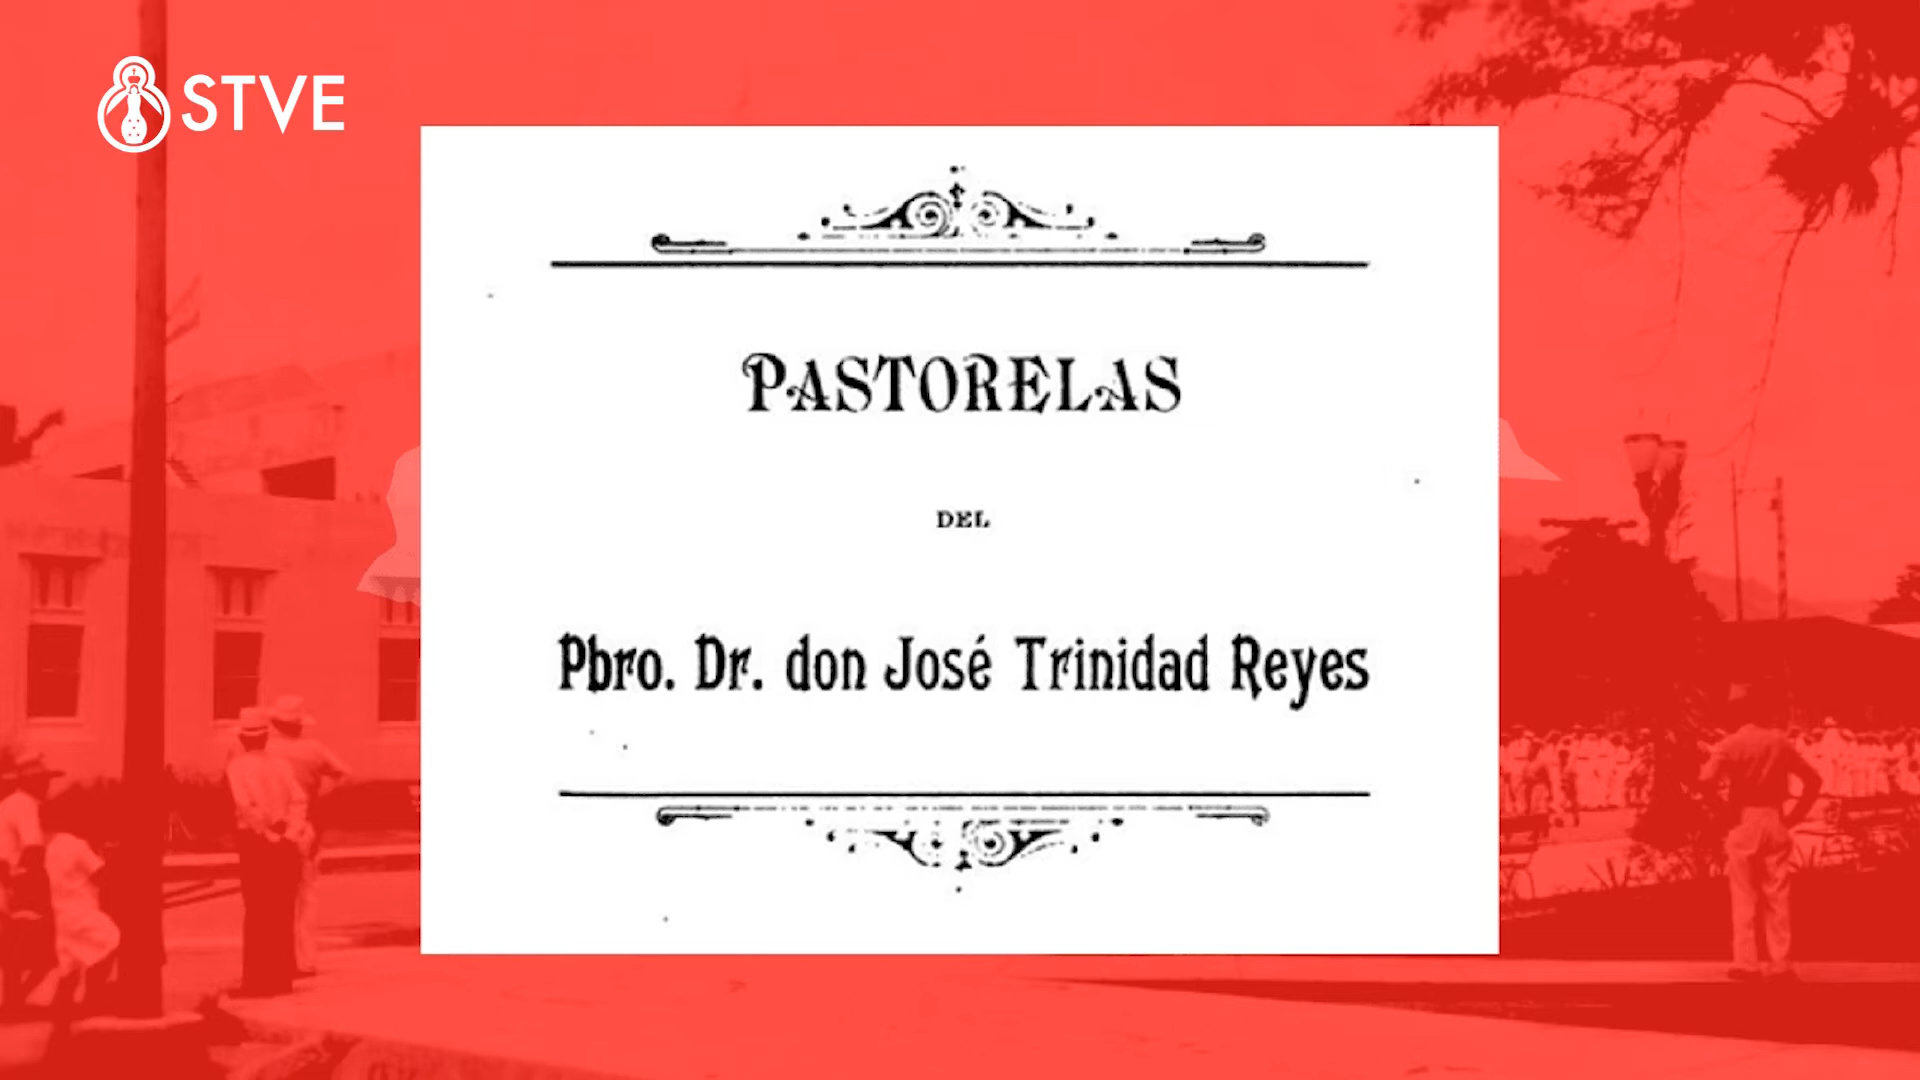 STVE
PASTORELAS
DEL
Pbro. Dr. don José Trinidad Reyes